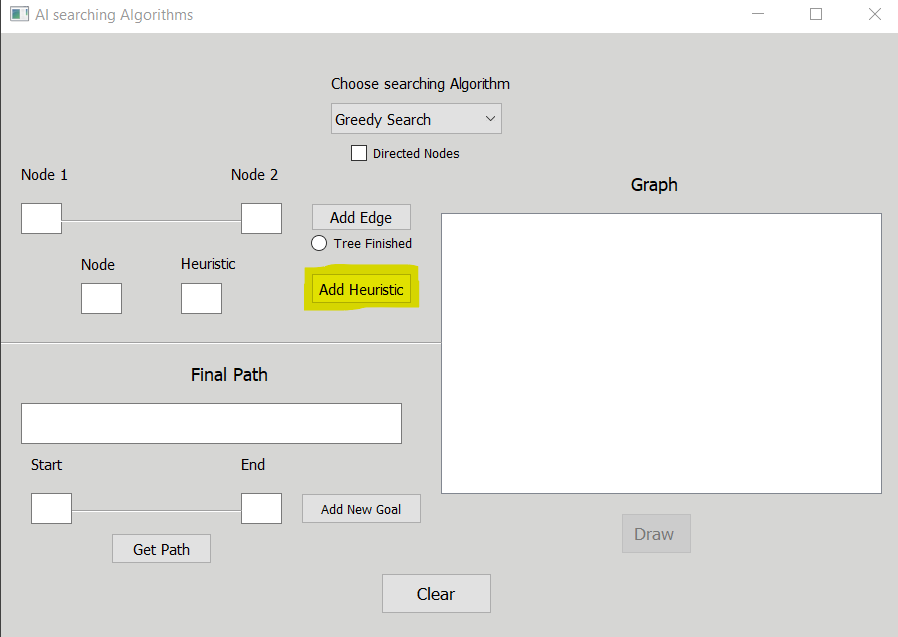 AI searching Algorithms
Choose searching Algorithm
Greedy Search
Directed Nodes
Node 1
Node 2
Graph
Add Edge
Tree Finished
Node
Heuristic
Add Heuristic
Final Path
Start
End
Add New Goal
Get Path
Draw
Clear